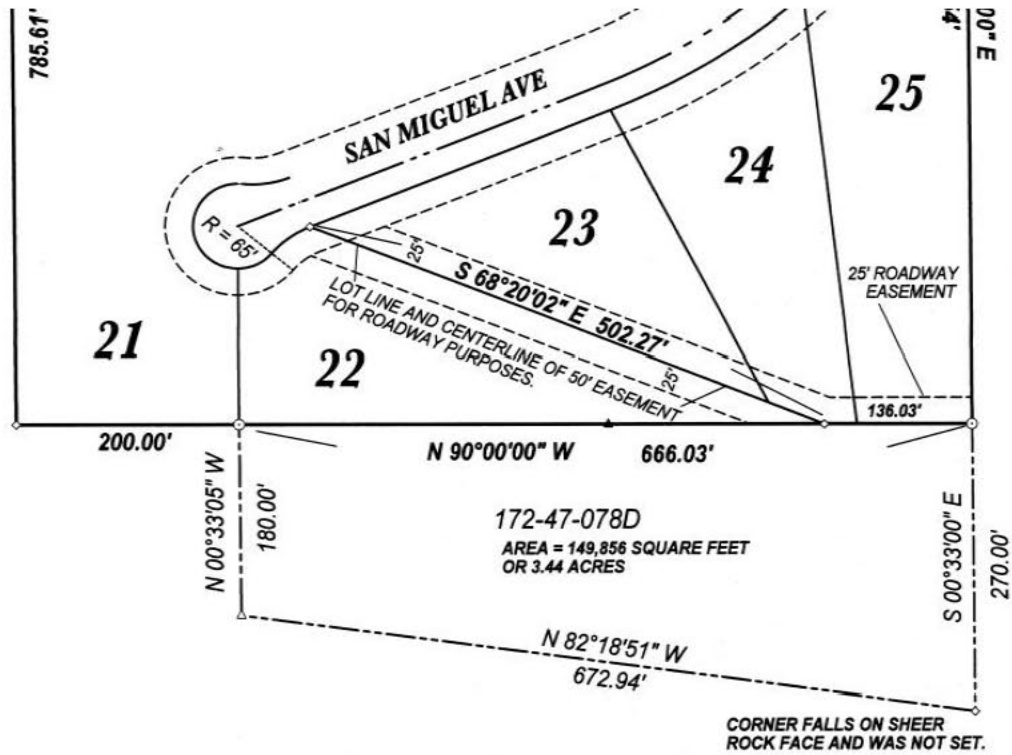 785.61'
4'
00" E
SAN MIGUEL AVE
25
24
23
R = 65'
25'
S 68°20'02" E 502.27'
25' ROADWAY
EASEMENT
LOT LINE AND CENTERLINE OF 50' EASEMENT
FOR ROADWAY PURPOSES.
25'
21
22
136.03'
200.00'
N 90°00'00" W
666.03'
N 00°33'05" W
180.00'
172-47-078D
AREA = 149,856 SQUARE FEET
OR 3.44 ACRES
S 00°33'00" E
270.00'
N 82°18'51" W
672.94'
CORNER FALLS ON SHEER
ROCK FACE AND WAS NOT SET.